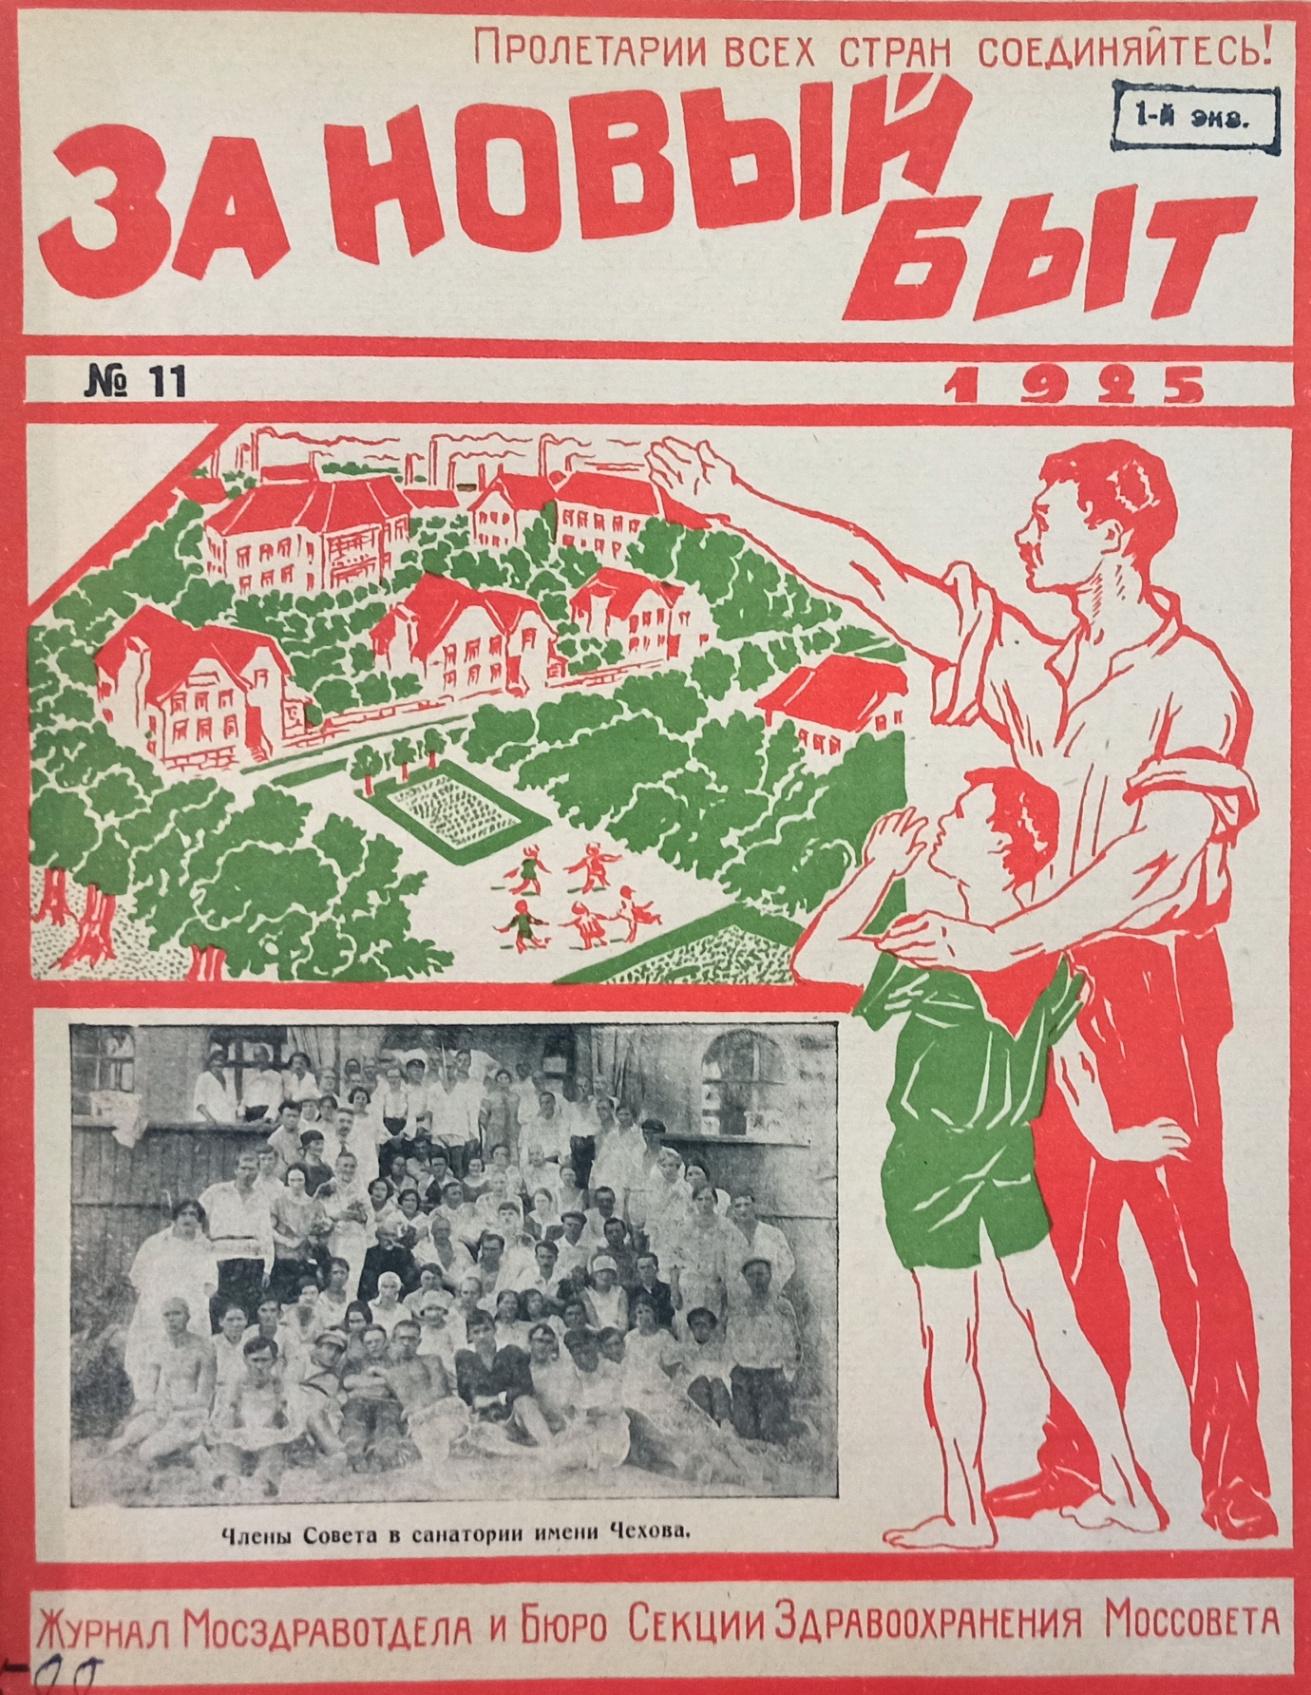 Пролетарии всех стран соединяйтесь!
1-й экз.
ЗА НОВЫЙ
БЫТ
№ 11
1925
Члены Совета в санатории имени Чехова.
Журнал Мосздравотдела и Бюро Секции Здравоохранения Моссовета